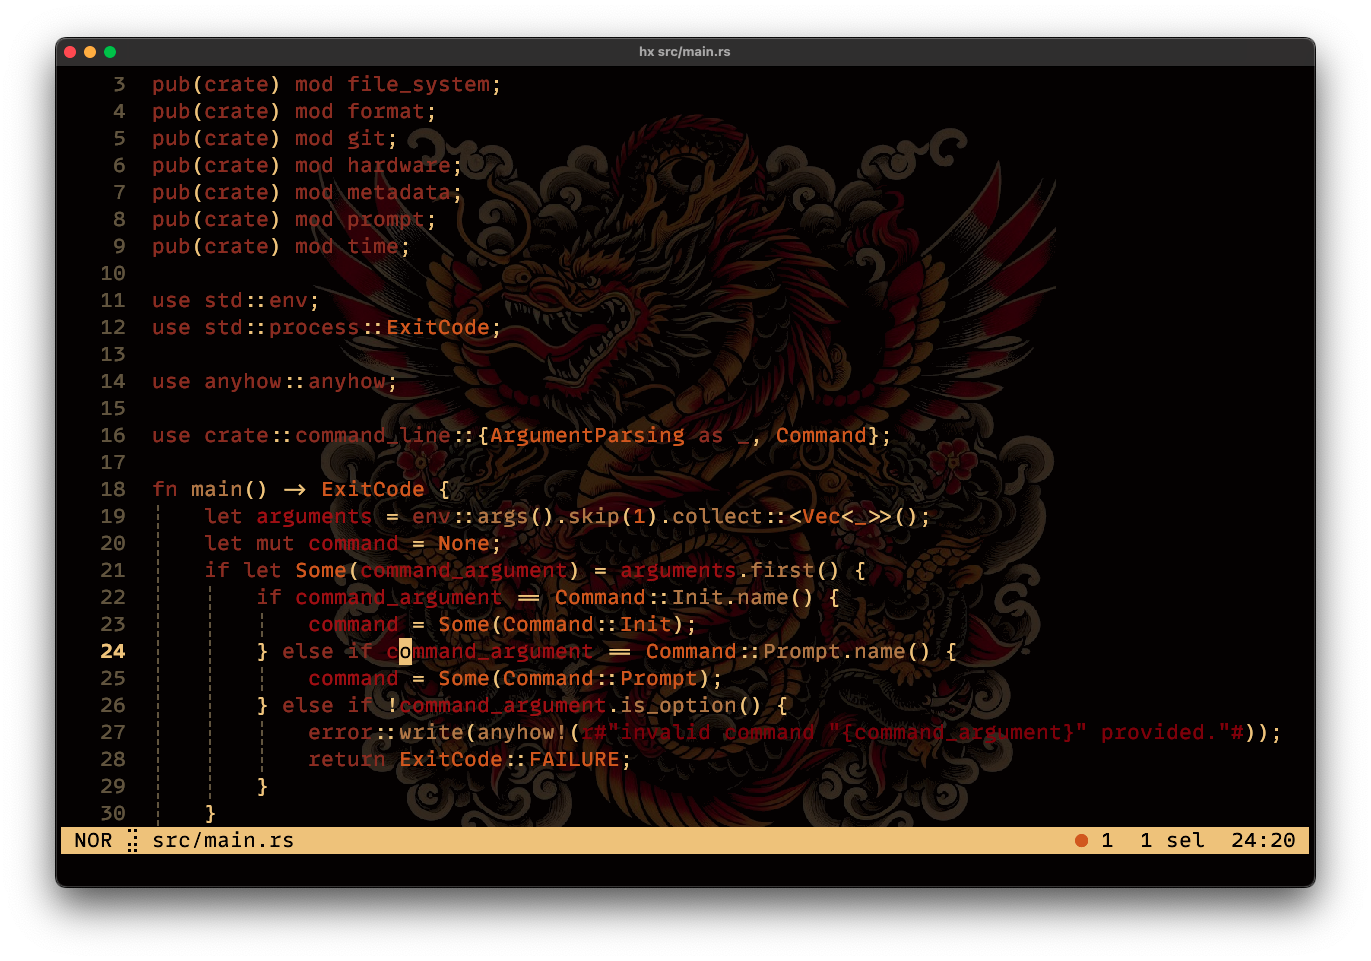 hx src/main.rs
3 pub(crate) mod file_system;
4 pub(crate) mod format;
5 pub(crate) mod git;
6 pub(crate) mod hardware;
7 pub(crate) mod metadata;
8 pub(crate) mod prompt;
9 pub(crate) mod time;
10
11 use std::env;
12 use std::process::ExitCode;
13
14 use anyhow::anyhow;
15
16 use crate::command_line::{ArgumentParsing as _, Command};
17
18 fn main() -> ExitCode {
19     let arguments = env::args().skip(1).collect::<Vec<_>>();
20     let mut command = None;
21     if let Some(command_argument) = arguments.first() {
22         if command_argument == Command::Init.name() {
23             command = Some(Command::Init);
24         } else if command_argument == Command::Prompt.name() {
25             command = Some(Command::Prompt);
26         } else if !command_argument.is_option() {
27             error::write(anyhow!(r#"invalid command "{command_argument}" provided."#));
28             return ExitCode::FAILURE;
29         }
30     }
NOR ⣾ src/main.rs ● 1 1 sel 24:20